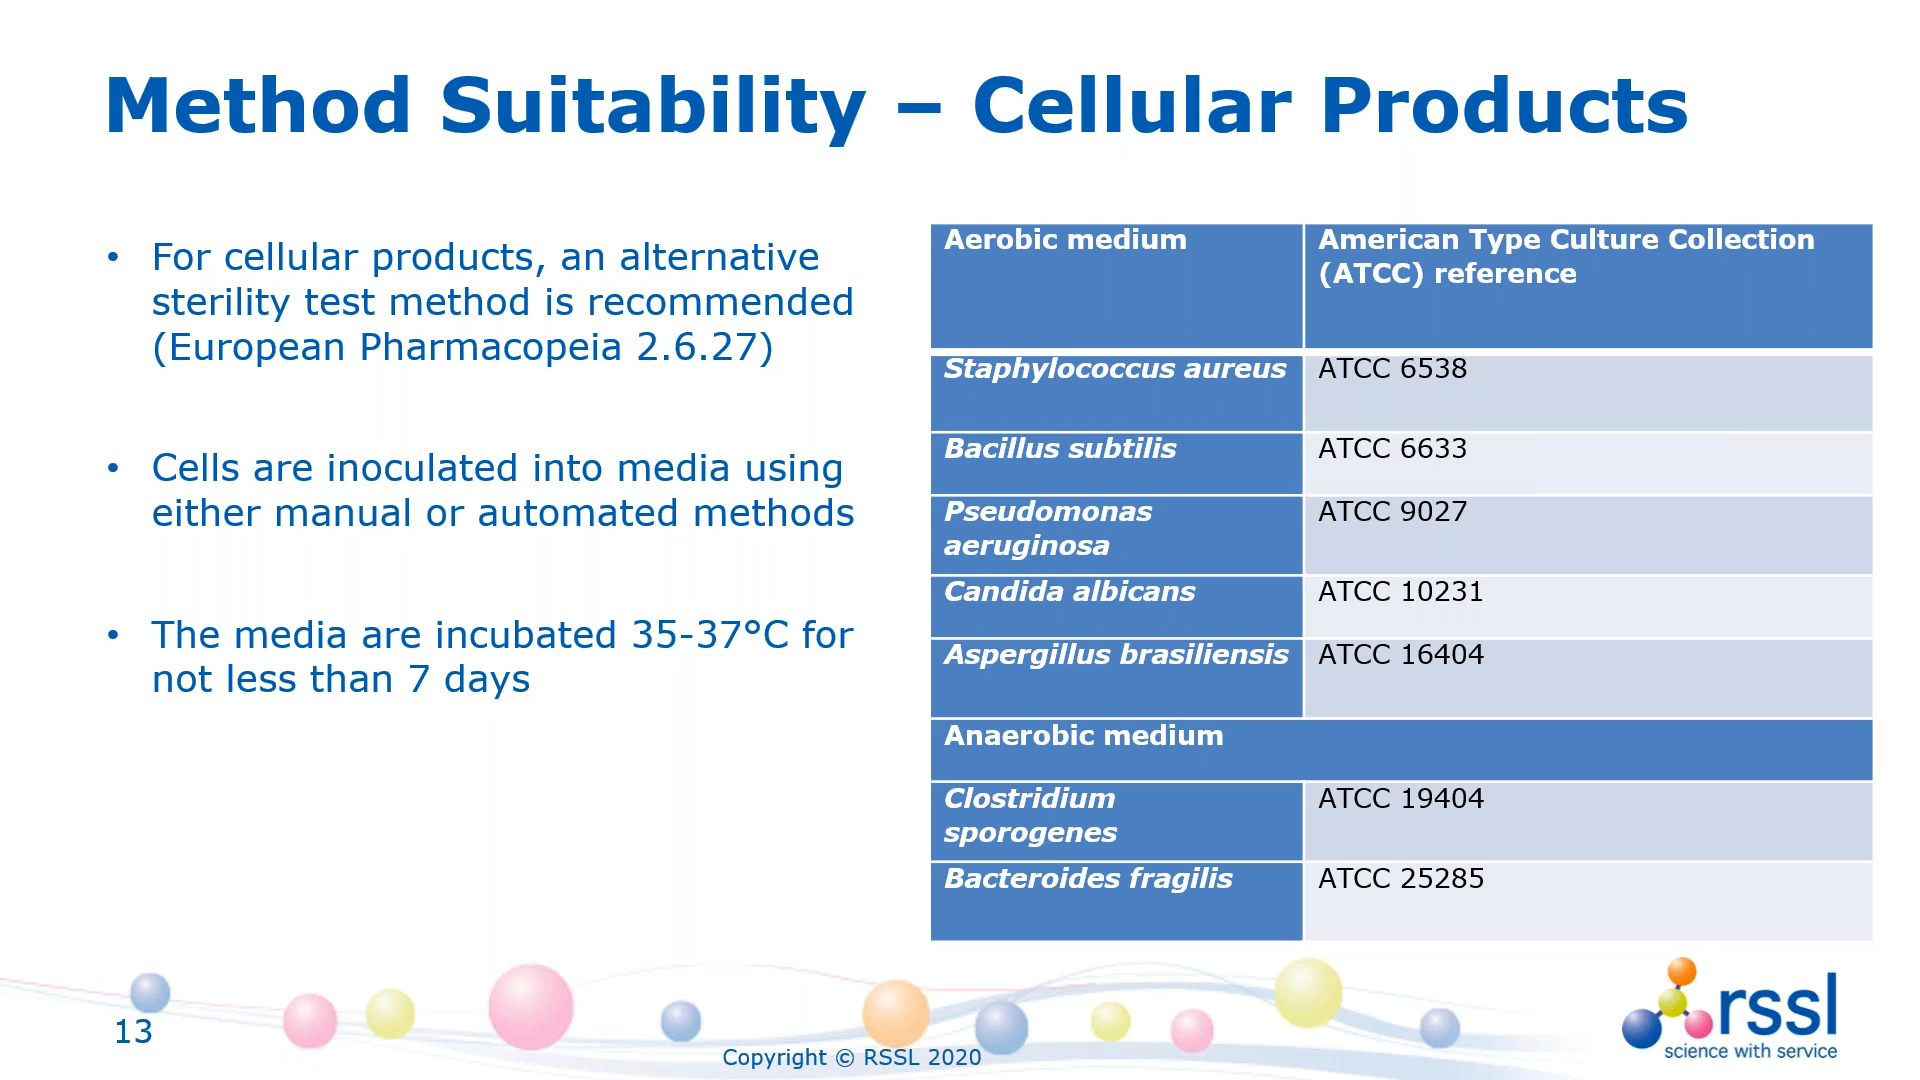 Method Suitability – Cellular Products
• For cellular products, an alternative
sterility test method is recommended
(European Pharmacopeia 2.6.27)
• Cells are inoculated into media using
either manual or automated methods
• The media are incubated 35-37°C for
not less than 7 days
Aerobic medium
American Type Culture Collection
(ATCC) reference
Staphylococcus aureus
ATCC 6538
Bacillus subtilis
ATCC 6633
Pseudomonas
aeruginosa
ATCC 9027
Candida albicans
ATCC 10231
Aspergillus brasiliensis
ATCC 16404
Anaerobic medium
Clostridium
sporogenes
ATCC 19404
Bacteroides fragilis
ATCC 25285
13
Copyright © RSSL 2020
rssl
science with service